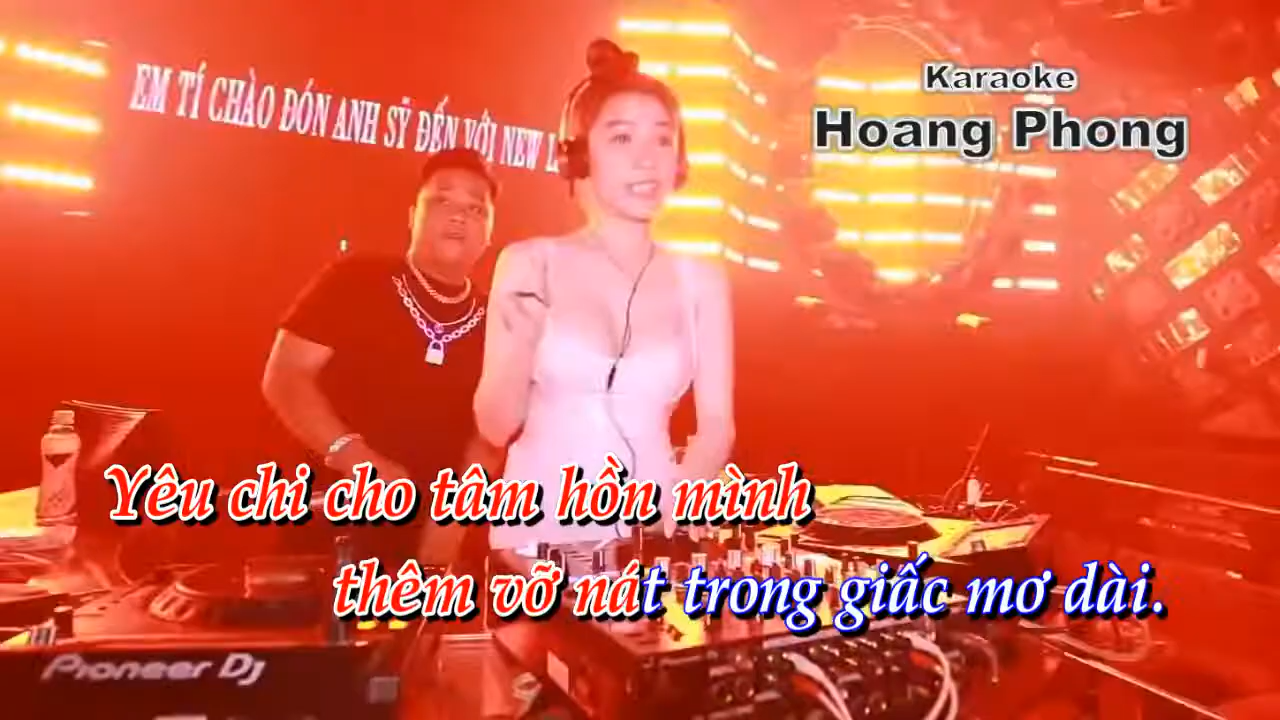 EM TÍ CHÀO ĐÓN ANH SỸ ĐẾN VỚI NEW
Karaoke
Hoang Phong
Yêu chi cho tâm hồn mình
thêm vỡ nát trong giấc mơ dài.
Pioneer Dj